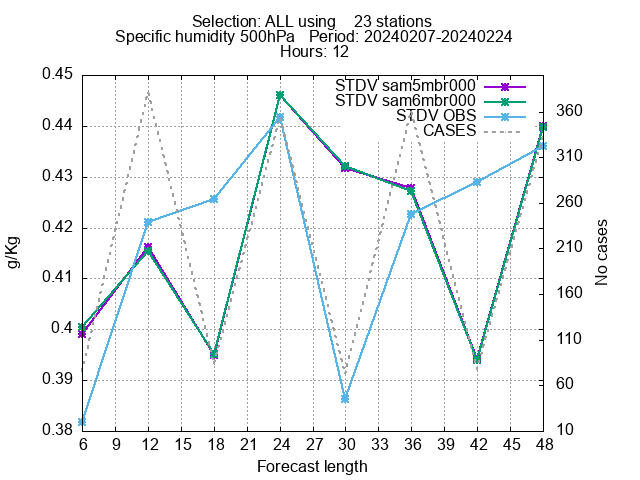 Selection: ALL using    23 stations
Specific humidity 500hPa   Period: 20240207-20240224
Hours: 12
STDV sam5mbr000
STDV sam6mbr000
STDV OBS
CASES
0.45
0.44
0.43
0.42
0.41
0.4
0.39
0.38
g/Kg
360
310
260
210
160
110
60
10
No cases
6 9 12 15 18 21 24 27 30 33 36 39 42 45 48
Forecast length